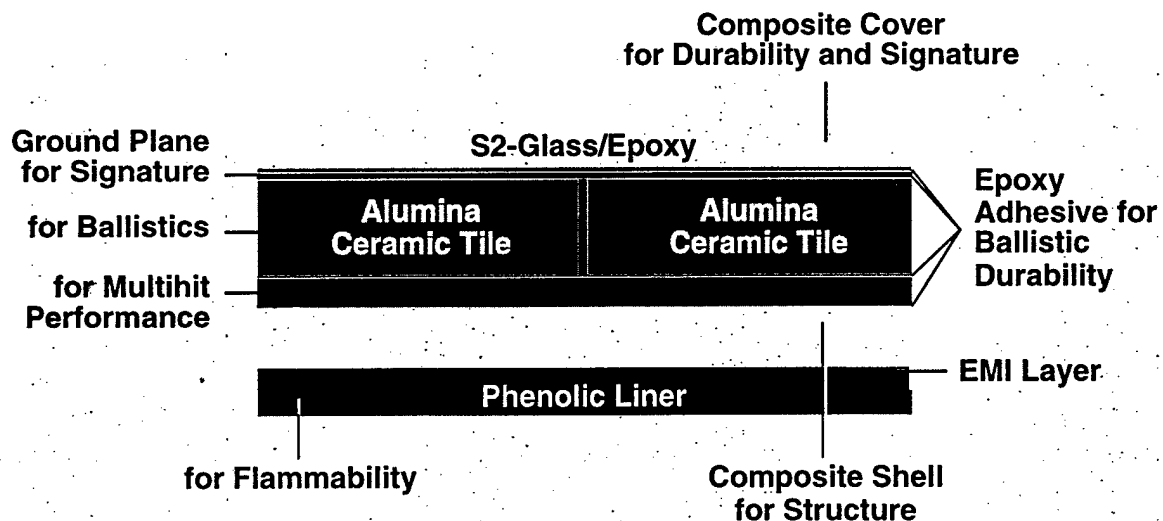 Composite Cover
for Durability and Signature
Ground Plane
for Signature
S2-Glass/Epoxy
for Ballistics
Alumina
Ceramic Tile
Alumina
Ceramic Tile
Epoxy
Adhesive for
Ballistic
Durability
for Multihit
Performance
EMI Layer
Phenolic Liner
for Flammability
Composite Shell
for Structure